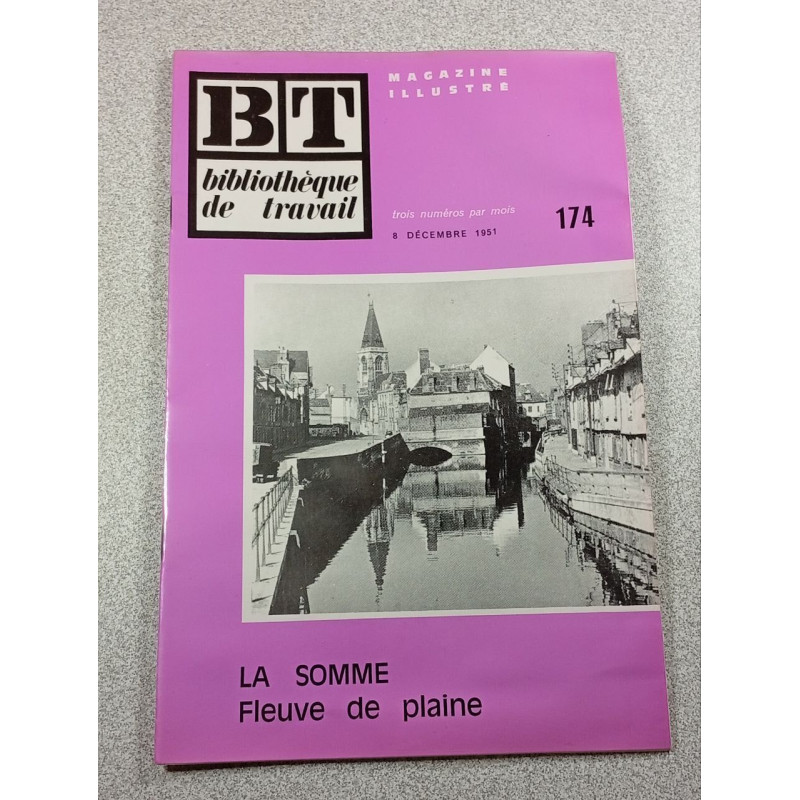 BT
bibliothèque
de travail
MAGAZINE
ILLUSTRÉ
trois numéros par mois
8 DÉCEMBRE 1951
174
LA SOMME
Fleuve de plaine